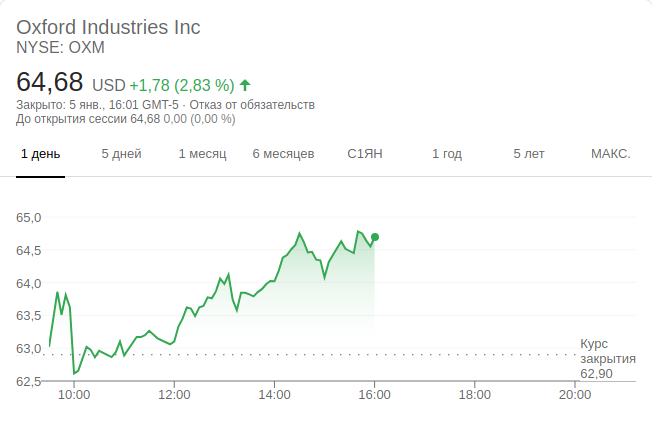 Oxford Industries Inc
NYSE: OXM
64,68 USD +1,78 (2,83 %)
Закрыто: 5 янв., 16:01 GMT-5 · Отказ от обязательств
До открытия сессии 64,68 0,00 (0,00 %)
1 день 5 дней 1 месяц 6 месяцев С1ЯН 1 год 5 лет МАКС.
65,0
64,5
64,0
63,5
63,0
62,5
Курс
закрытия
62,90
10:00 12:00 14:00 16:00 18:00 20:00